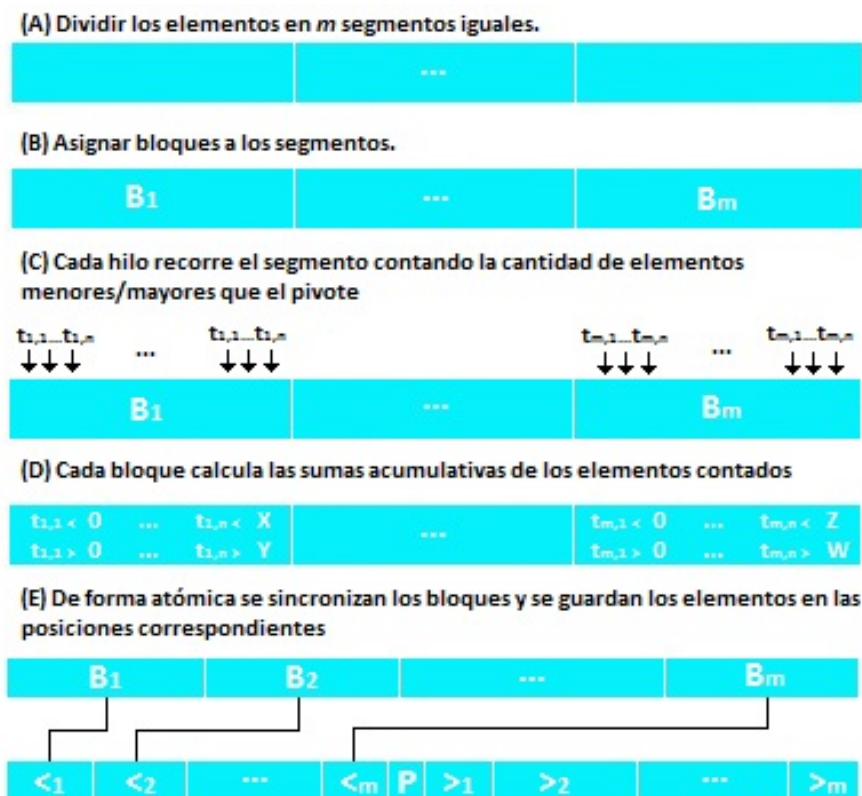 (A) Dividir los elementos en m segmentos iguales.
...
(B) Asignar bloques a los segmentos.
B1 ... Bm
(C) Cada hilo recorre el segmento contando la cantidad de elementos
menores/mayores que el pivote
t1,1...t1,n ... t1,1...t1,n tm,1...tm,n ... tm,1...tm,n
B1 ... Bm
(D) Cada bloque calcula las sumas acumulativas de los elementos contados
t1,1 < 0 ... t1,n < X ... tm,1 < 0 ... tm,n < Z
t1,1 > 0 ... t1,n > Y tm,1 > 0 ... tm,n > W
(E) De forma atómica se sincronizan los bloques y se guardan los elementos en las
posiciones correspondientes
B1 B2 ... Bm
<1 <2 ... <m P >1 >2 ... >m